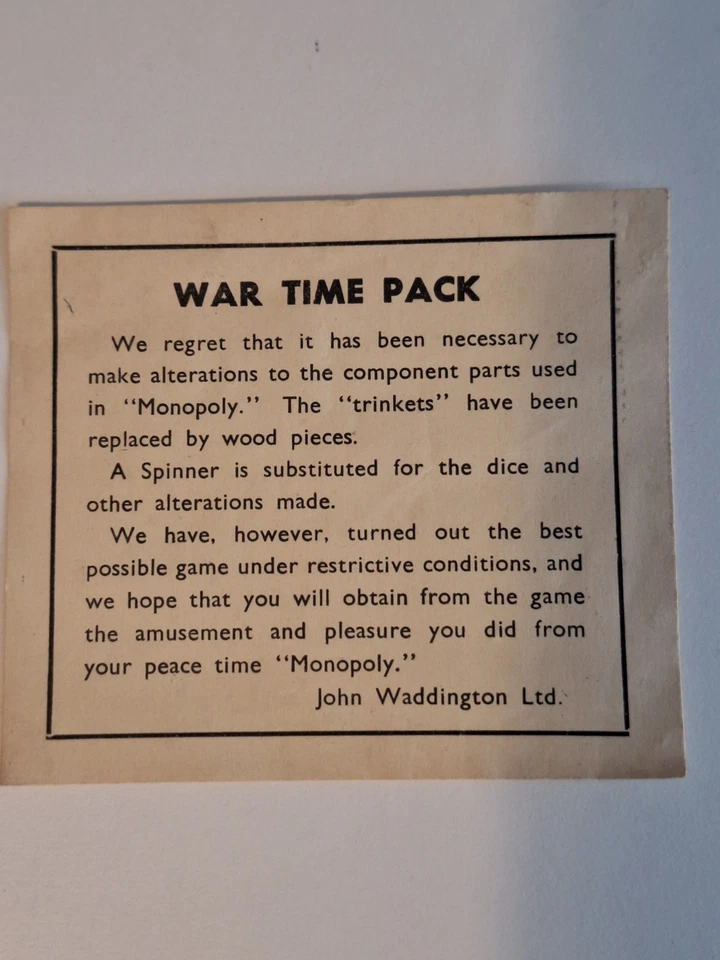 WAR TIME PACK
We regret that it has been necessary to
make alterations to the component parts used
in “Monopoly.” The “trinkets” have been
replaced by wood pieces.
A Spinner is substituted for the dice and
other alterations made.
We have, however, turned out the best
possible game under restrictive conditions, and
we hope that you will obtain from the game
the amusement and pleasure you did from
your peace time “Monopoly.”
John Waddington Ltd.